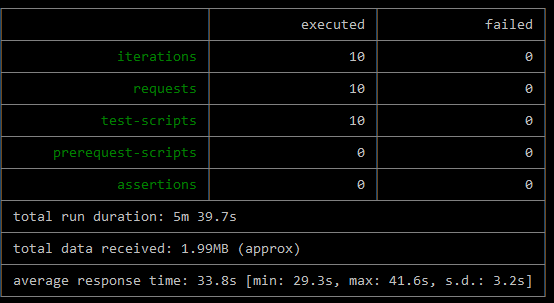 executed failed
iterations 10 0
requests 10 0
test-scripts 10 0
prerequest-scripts 0 0
assertions 0 0
total run duration: 5m 39.7s
total data received: 1.99MB (approx)
average response time: 33.8s [min: 29.3s, max: 41.6s, s.d.: 3.2s]